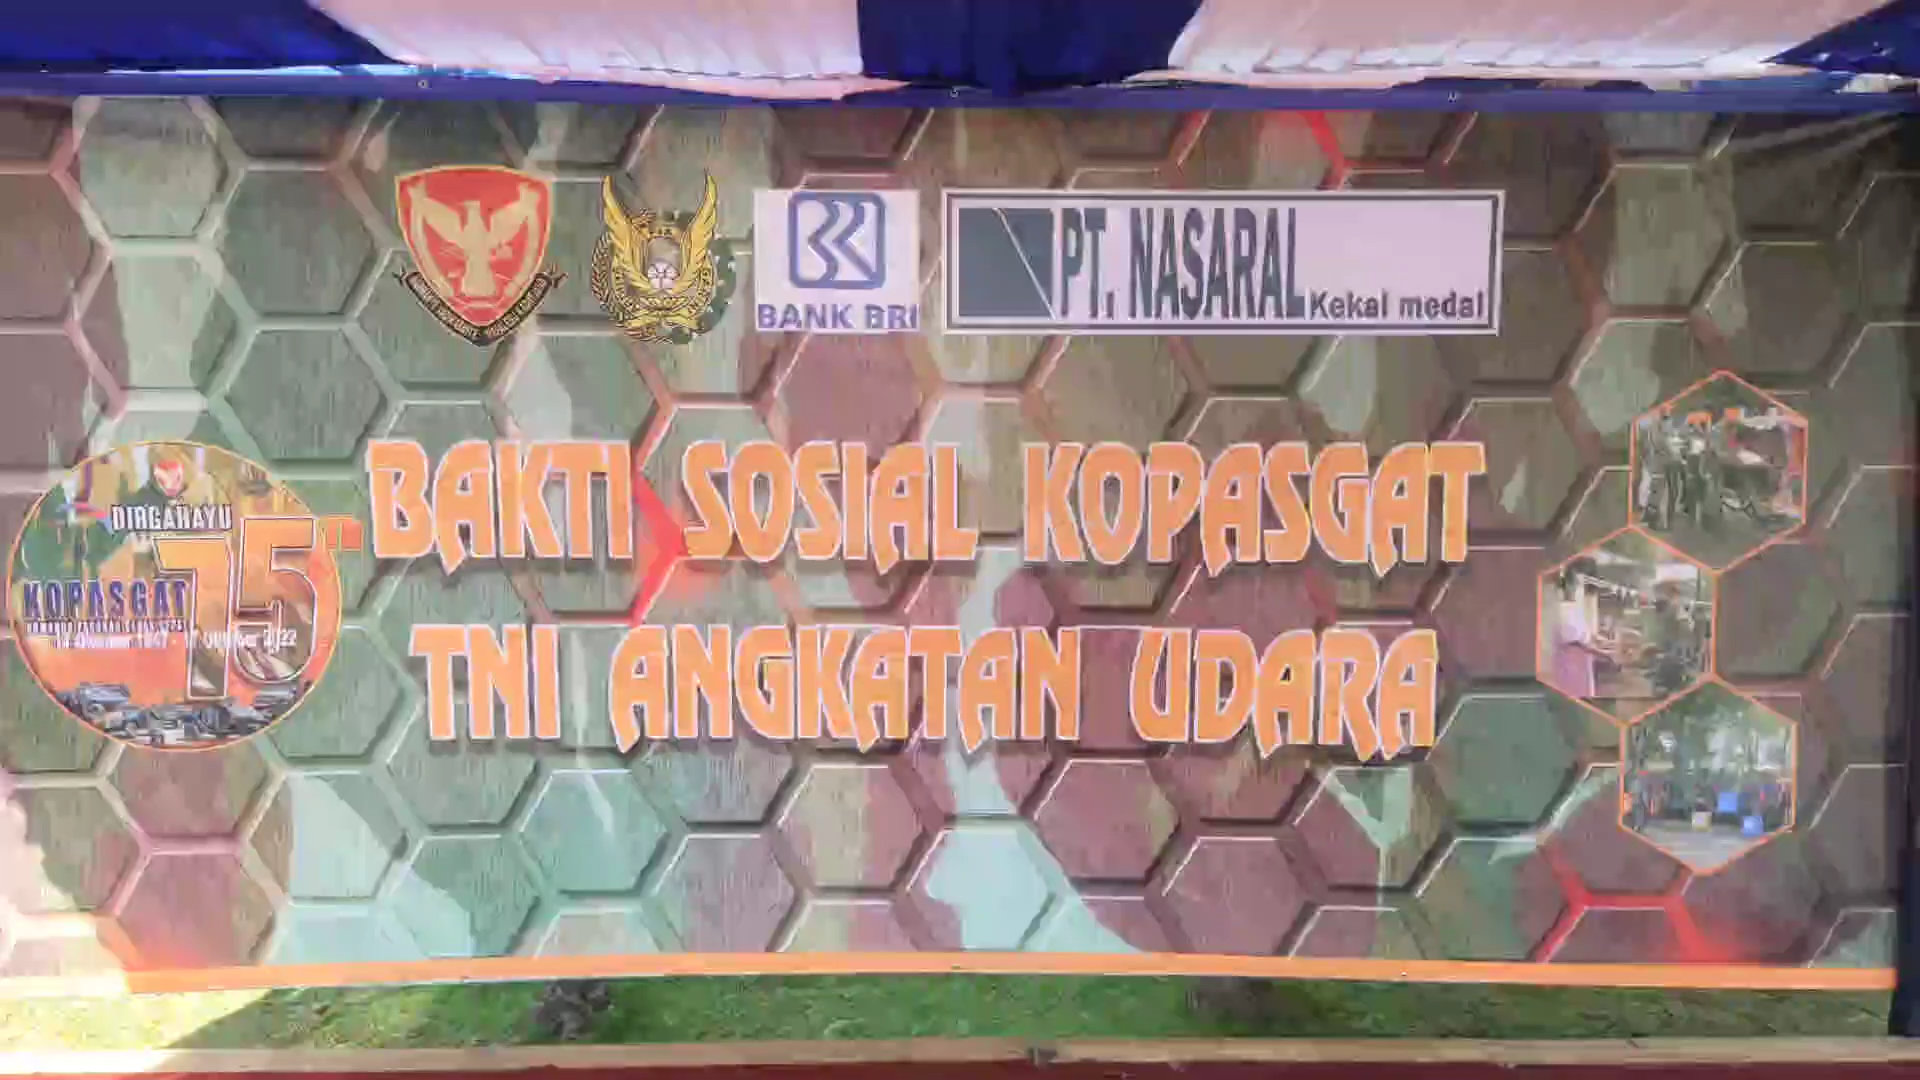 BANK BRI
PT. NASARAL Kekal medal
BAKTI SOSIAL KOPASGAT
TNI ANGKATAN UDARA
DIRGAHAYU
75
KOPASGAT